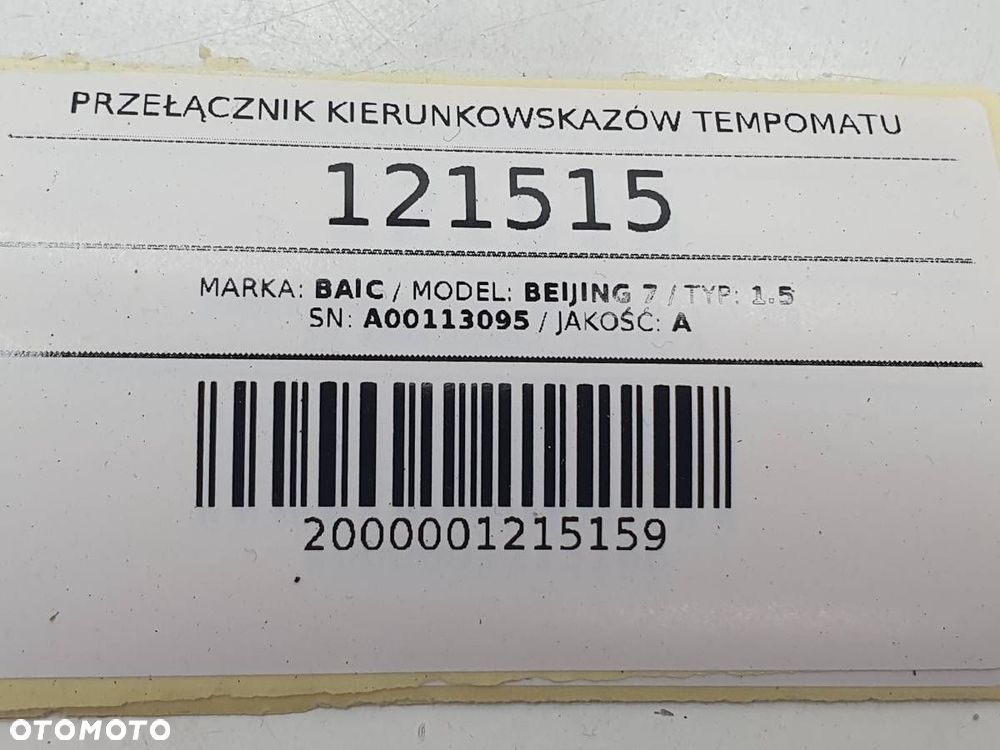 PRZEŁĄCZNIK KIERUNKOWSKAZÓW TEMPOMATU
121515
MARKA: BAIC / MODEL: BEIJING 7 / TYP: 1.5
SN: A00113095 / JAKOŚĆ: A
2000001215159
OTOMOTO